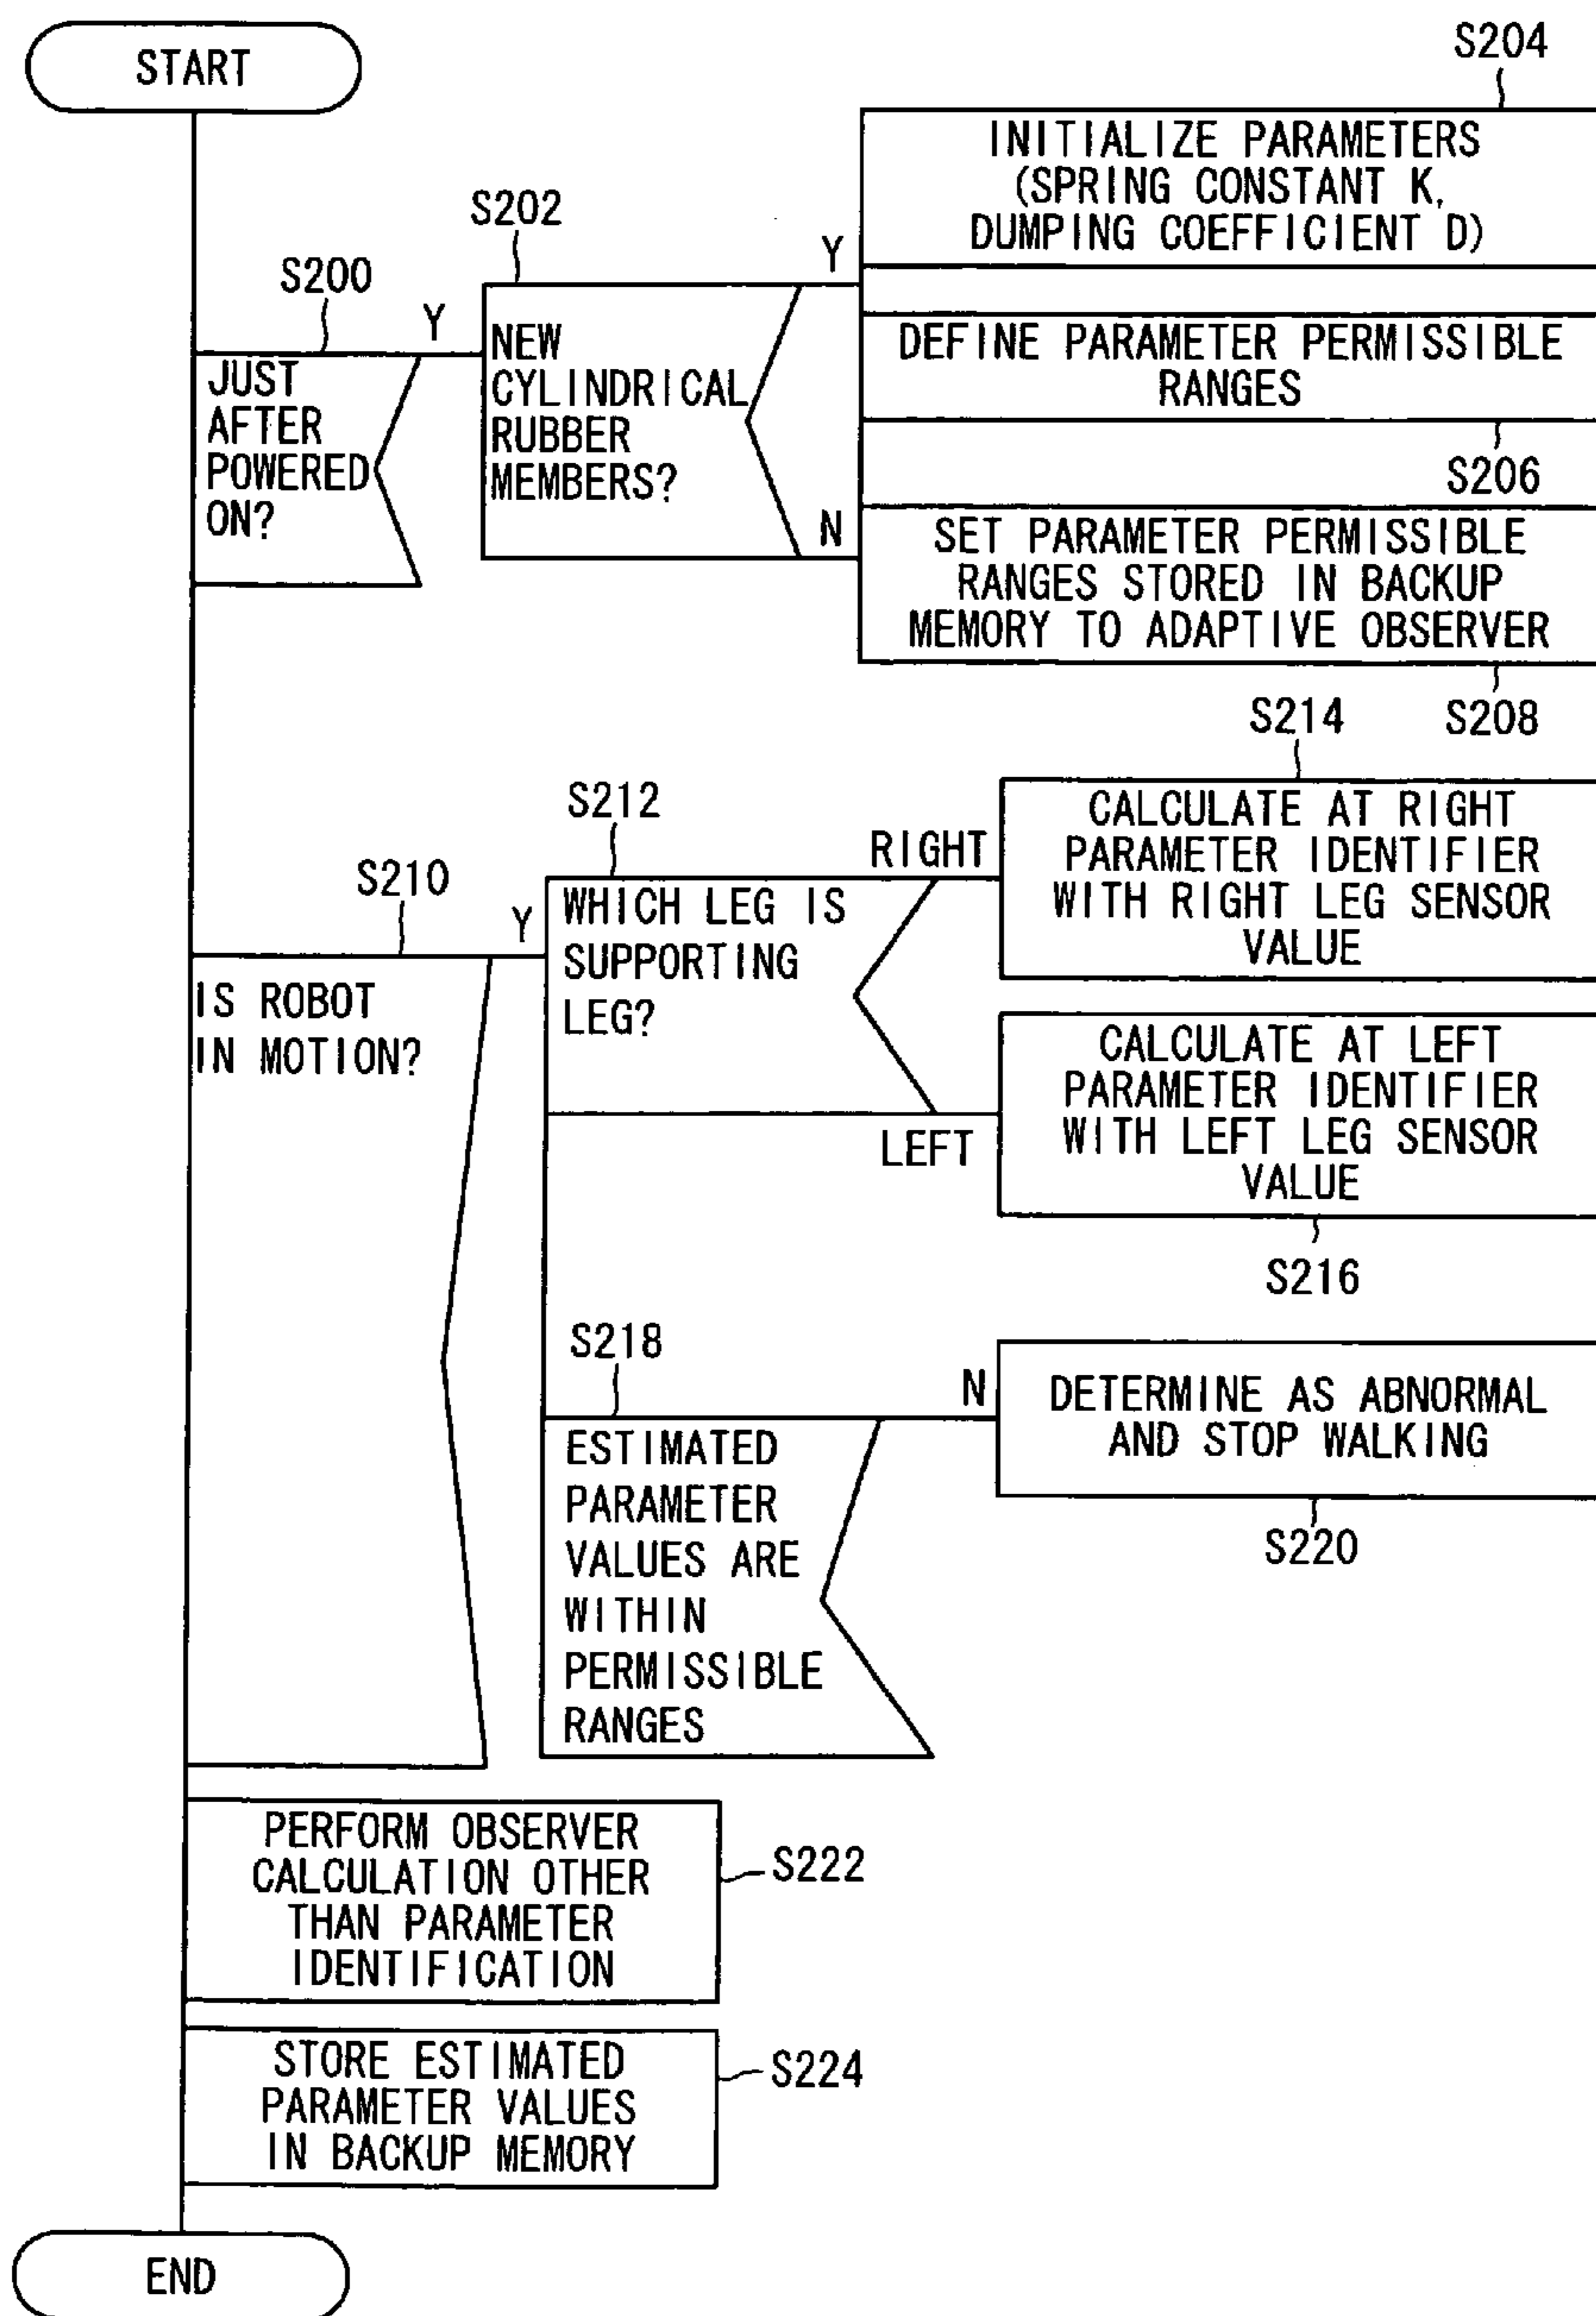 START
S204
INITIALIZE PARAMETERS
(SPRING CONSTANT K,
DUMPING COEFFICIENT D)
S202
Y
S200
Y
NEW
CYLINDRICAL
RUBBER
MEMBERS?
DEFINE PARAMETER PERMISSIBLE
RANGES
JUST
AFTER
POWERED
ON?
S206
N
SET PARAMETER PERMISSIBLE
RANGES STORED IN BACKUP
MEMORY TO ADAPTIVE OBSERVER
S208
S214
S212
RIGHT
CALCULATE AT RIGHT
PARAMETER IDENTIFIER
WITH RIGHT LEG SENSOR
VALUE
S210
Y
WHICH LEG IS
SUPPORTING
LEG?
IS ROBOT
IN MOTION?
CALCULATE AT LEFT
PARAMETER IDENTIFIER
WITH LEFT LEG SENSOR
VALUE
LEFT
S216
S218
N
DETERMINE AS ABNORMAL
AND STOP WALKING
S220
ESTIMATED
PARAMETER
VALUES ARE
WITHIN
PERMISSIBLE
RANGES
PERFORM OBSERVER
CALCULATION OTHER
THAN PARAMETER
IDENTIFICATION
S222
STORE ESTIMATED
PARAMETER VALUES
IN BACKUP MEMORY
S224
END